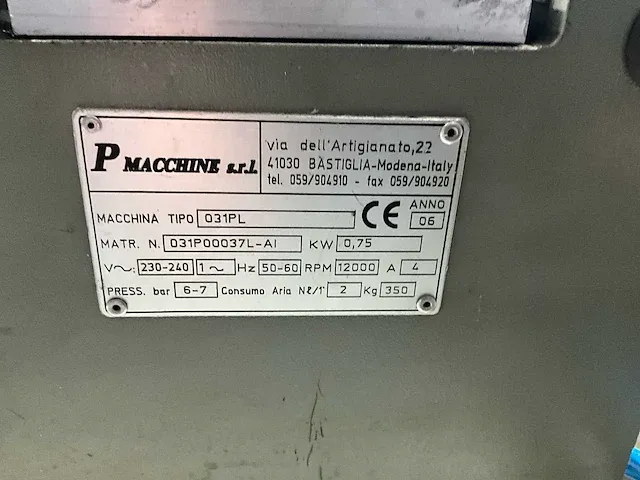 P MACCHINE s.r.l.
via dell'Artigianato,22
41030 BASTIGLIA-Modena-Italy
tel. 059/904910 - fax 059/904920
MACCHINA TIPO 031PL CE ANNO 06
MATR. N. 031P00037L-AI KW 0,75
V~: 230-240 1~ Hz 50-60 RPM 12000 A 4
PRESS. bar 6-7 Consumo Aria Nℓ/1' 2 Kg 350